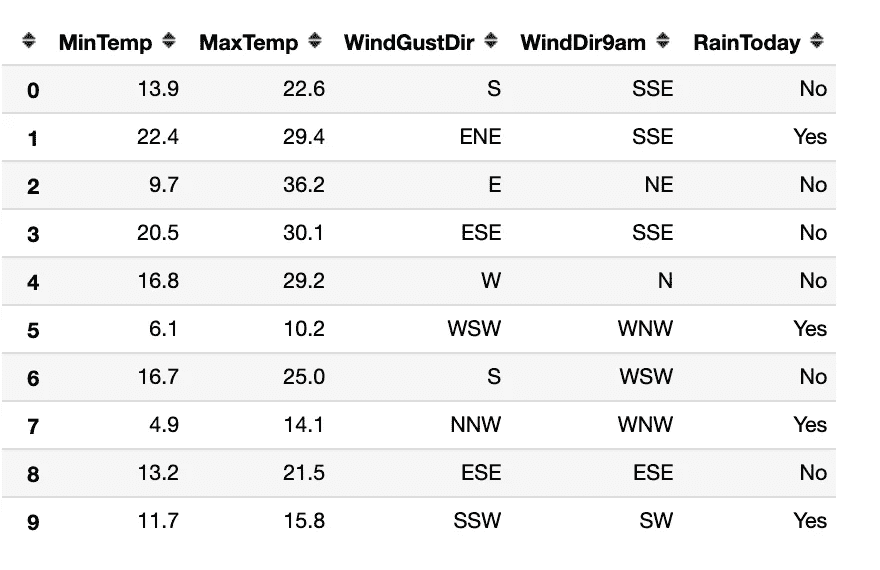 MinTemp MaxTemp WindGustDir WindDir9am RainToday
0 13.9 22.6 S SSE No
1 22.4 29.4 ENE SSE Yes
2 9.7 36.2 E NE No
3 20.5 30.1 ESE SSE No
4 16.8 29.2 W N No
5 6.1 10.2 WSW WNW Yes
6 16.7 25.0 S WSW No
7 4.9 14.1 NNW WNW Yes
8 13.2 21.5 ESE ESE No
9 11.7 15.8 SSW SW Yes